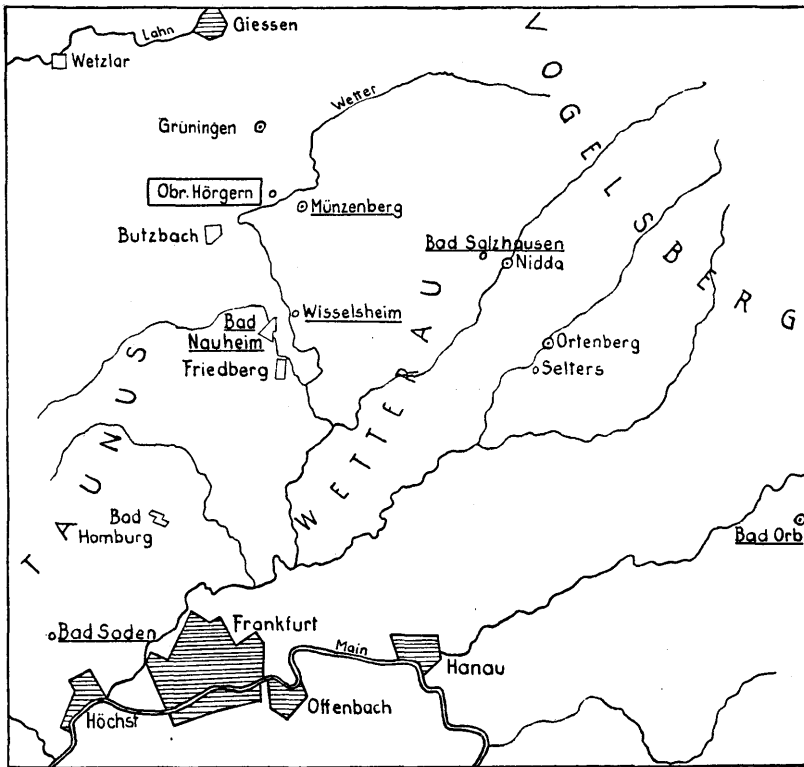 Giessen
Lahn
Wetzlar
VOGELSBERG
Wetter
Grüningen
Obr. Hörgern
Münzenberg
Butzbach
Bad Salzhausen
Nidda
Wisselsheim
Bad
Nauheim
Friedberg
Ortenberg
Selters
WETTERAU
TAUNUS
Bad
Homburg
Bad Orb
Bad Soden
Frankfurt
Main
Hanau
Höchst
Offenbach